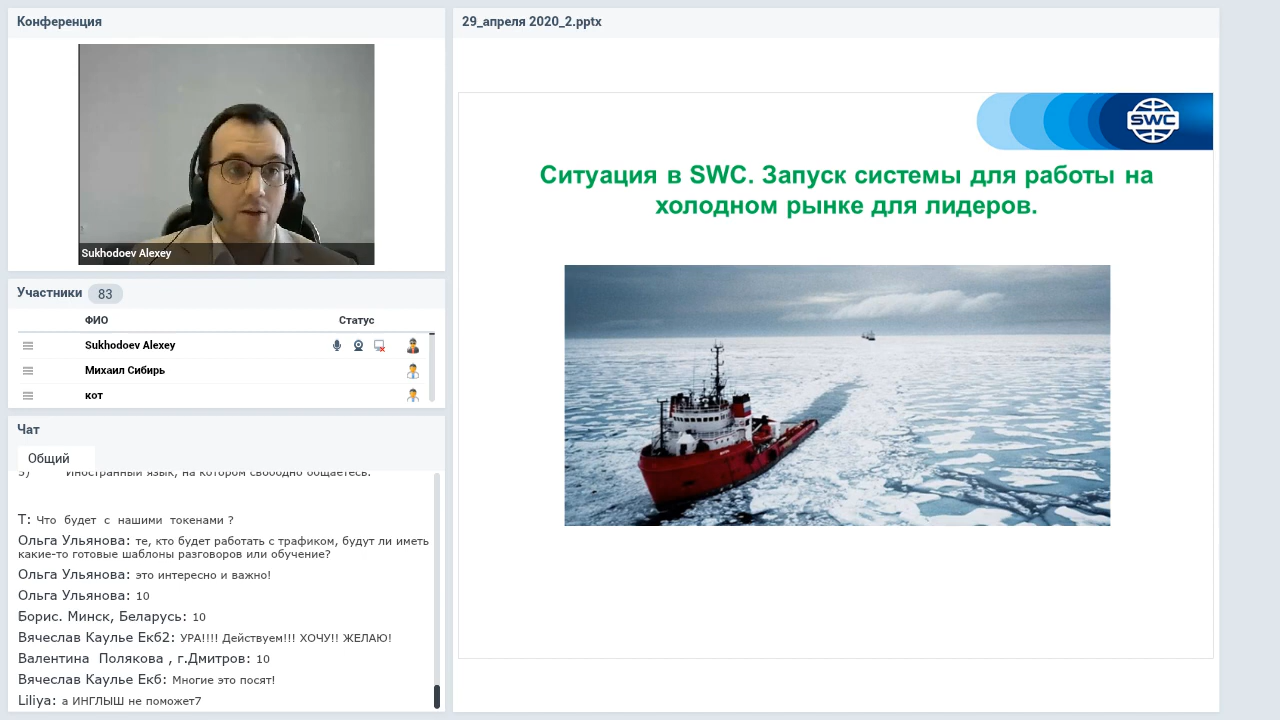 Конференция
Sukhodoev Alexey
Участники 83
ФИО Статус
Sukhodoev Alexey
Михаил Сибирь
кот
Чат
Общий
5) Иностранный язык, на котором свободно общаетесь.
T: Что будет с нашими токенами ?
Ольга Ульянова: те, кто будет работать с трафиком, будут ли иметь
какие-то готовые шаблоны разговоров или обучение?
Ольга Ульянова: это интересно и важно!
Ольга Ульянова: 10
Борис. Минск, Беларусь: 10
Вячеслав Каулье Екб2: УРА!!!! Действуем!!! ХОЧУ!! ЖЕЛАЮ!
Валентина Полякова , г.Дмитров: 10
Вячеслав Каулье Екб: Многие это посят!
Liliya: а ИНГЛЫШ не поможет7
29_апреля 2020_2.pptx
SWC
Ситуация в SWC. Запуск системы для работы на
холодном рынке для лидеров.